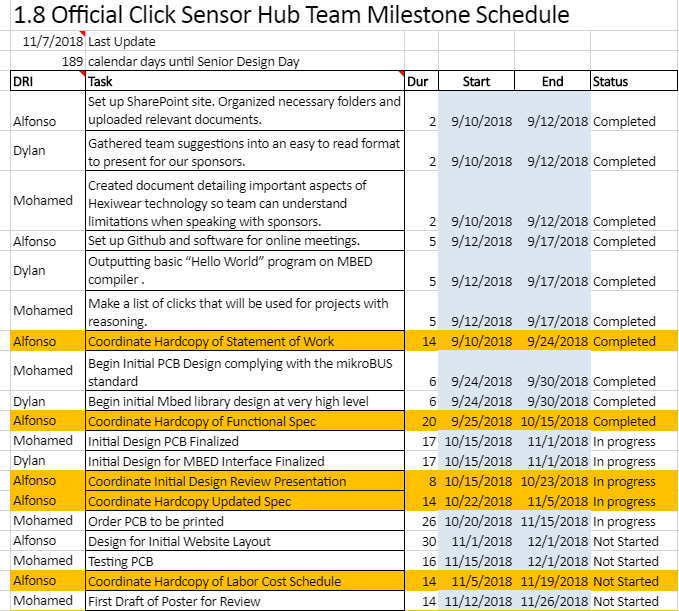 1.8 Official Click Sensor Hub Team Milestone Schedule
11/7/2018 Last Update
189 calendar days until Senior Design Day
DRI Task Dur Start End Status
Set up SharePoint site. Organized necessary folders and
Alfonso uploaded relevant documents. 2 9/10/2018 9/12/2018 Completed
Dylan Gathered team suggestions into an easy to read format
to present for our sponsors. 2 9/10/2018 9/12/2018 Completed
Created document detailing important aspects of
Mohamed Hexiwear technology so team can understand
limitations when speaking with sponsors. 2 9/10/2018 9/12/2018 Completed
Alfonso Set up Github and software for online meetings. 5 9/12/2018 9/17/2018 Completed
Dylan Outputting basic “Hello World” program on MBED
compiler . 5 9/12/2018 9/17/2018 Completed
Mohamed Make a list of clicks that will be used for projects with
reasoning. 5 9/12/2018 9/17/2018 Completed
Alfonso Coordinate Hardcopy of Statement of Work 14 9/10/2018 9/24/2018 Completed
Mohamed Begin Initial PCB Design complying with the mikroBUS
standard 6 9/24/2018 9/30/2018 Completed
Dylan Begin initial Mbed library design at very high level 6 9/24/2018 9/30/2018 Completed
Alfonso Coordinate Hardcopy of Functional Spec 20 9/25/2018 10/15/2018 Completed
Mohamed Initial Design PCB Finalized 17 10/15/2018 11/1/2018 In progress
Dylan Initial Design for MBED Interface Finalized 17 10/15/2018 11/1/2018 In progress
Alfonso Coordinate Initial Design Review Presentation 8 10/15/2018 10/23/2018 In progress
Alfonso Coordinate Hardcopy Updated Spec 14 10/22/2018 11/5/2018 In progress
Mohamed Order PCB to be printed 26 10/20/2018 11/15/2018 In progress
Alfonso Design for Initial Website Layout 30 11/1/2018 12/1/2018 Not Started
Mohamed Testing PCB 16 11/15/2018 12/1/2018 Not Started
Alfonso Coordinate Hardcopy of Labor Cost Schedule 14 11/5/2018 11/19/2018 Not Started
Mohamed First Draft of Poster for Review 14 11/12/2018 11/26/2018 Not Started